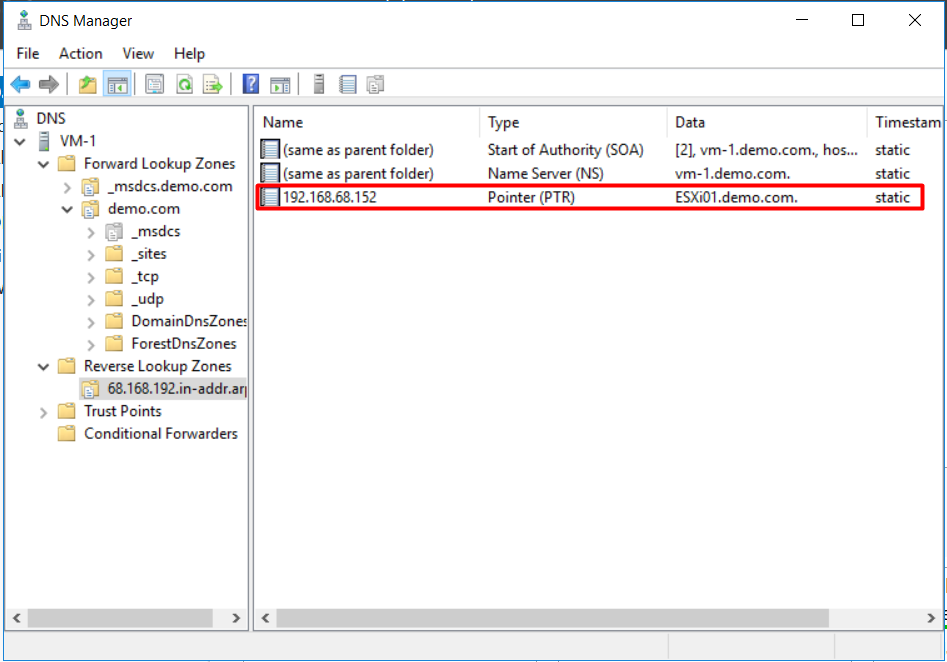 DNS Manager
File Action View Help
DNS
VM-1
Forward Lookup Zones
_msdcs.demo.com
demo.com
_msdcs
_sites
_tcp
_udp
DomainDnsZones
ForestDnsZones
Reverse Lookup Zones
68.168.192.in-addr.arp
Trust Points
Conditional Forwarders
Name Type Data Timestam
(same as parent folder) Start of Authority (SOA) [2], vm-1.demo.com., hos... static
(same as parent folder) Name Server (NS) vm-1.demo.com. static
192.168.68.152 Pointer (PTR) ESXi01.demo.com. static